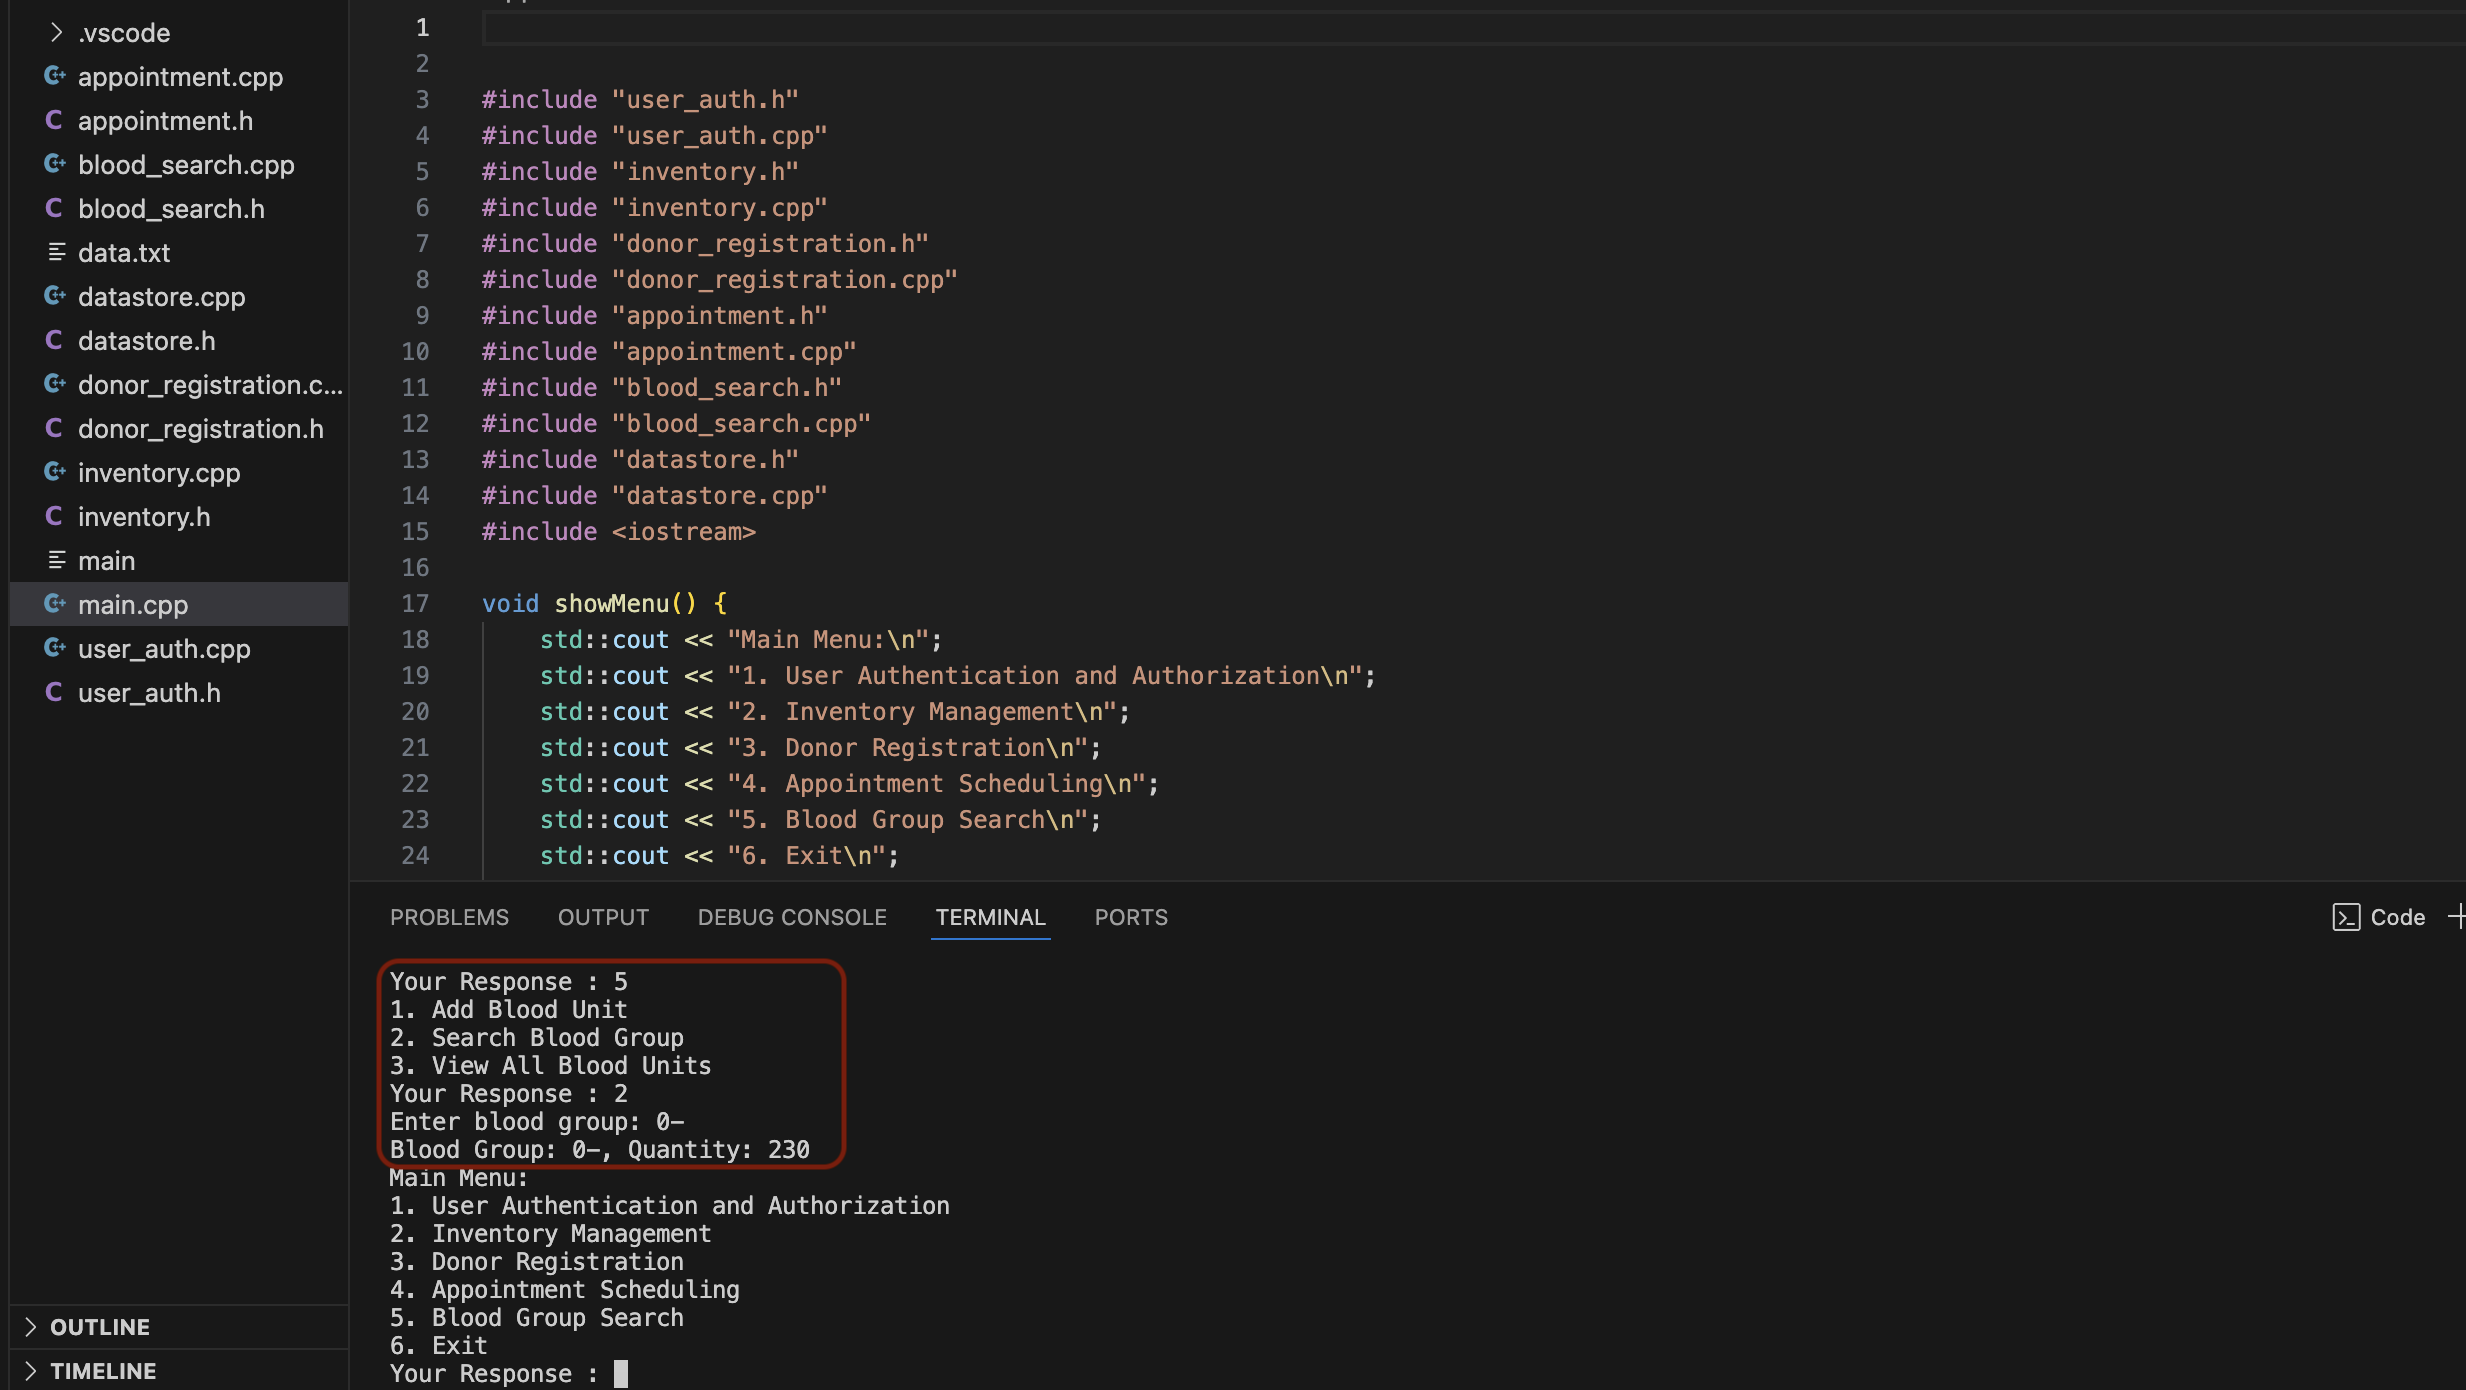 .vscode
appointment.cpp
appointment.h
blood_search.cpp
blood_search.h
data.txt
datastore.cpp
datastore.h
donor_registration.c...
donor_registration.h
inventory.cpp
inventory.h
main
main.cpp
user_auth.cpp
user_auth.h
OUTLINE
TIMELINE
1
2
3 #include "user_auth.h"
4 #include "user_auth.cpp"
5 #include "inventory.h"
6 #include "inventory.cpp"
7 #include "donor_registration.h"
8 #include "donor_registration.cpp"
9 #include "appointment.h"
10 #include "appointment.cpp"
11 #include "blood_search.h"
12 #include "blood_search.cpp"
13 #include "datastore.h"
14 #include "datastore.cpp"
15 #include <iostream>
16
17 void showMenu() {
18 std::cout << "Main Menu:\n";
19 std::cout << "1. User Authentication and Authorization\n";
20 std::cout << "2. Inventory Management\n";
21 std::cout << "3. Donor Registration\n";
22 std::cout << "4. Appointment Scheduling\n";
23 std::cout << "5. Blood Group Search\n";
24 std::cout << "6. Exit\n";
PROBLEMS OUTPUT DEBUG CONSOLE TERMINAL PORTS Code
Your Response : 5
1. Add Blood Unit
2. Search Blood Group
3. View All Blood Units
Your Response : 2
Enter blood group: 0-
Blood Group: 0-, Quantity: 230
Main Menu:
1. User Authentication and Authorization
2. Inventory Management
3. Donor Registration
4. Appointment Scheduling
5. Blood Group Search
6. Exit
Your Response :